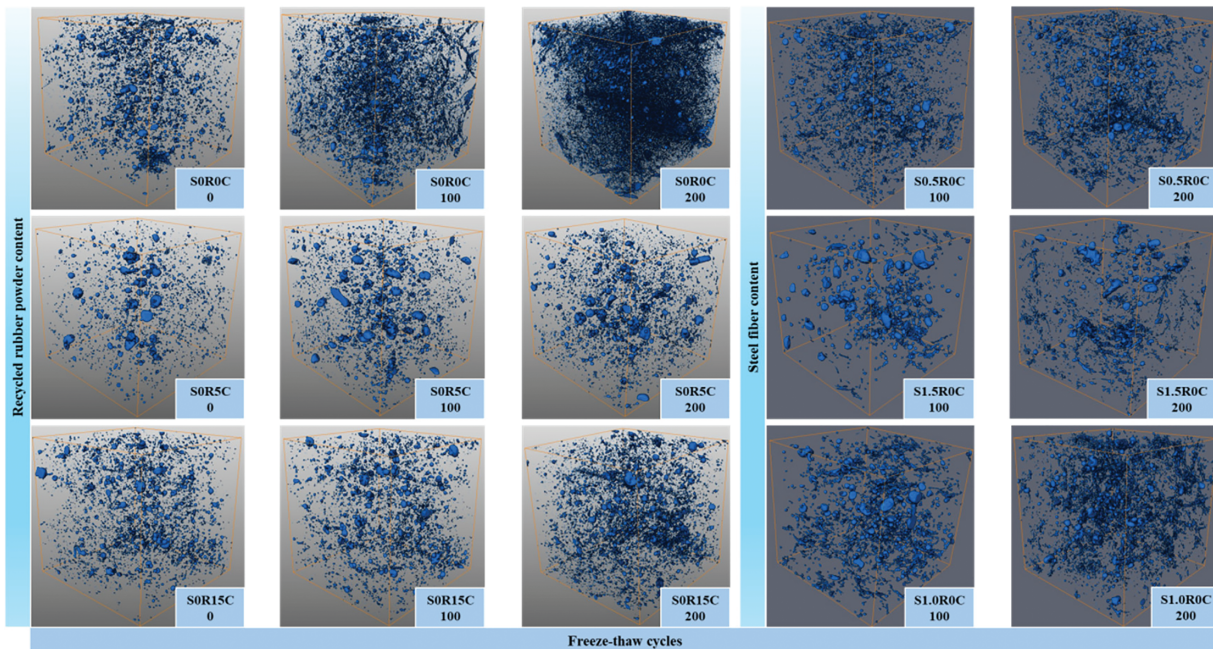 Recycled rubber powder content
S0R0C
0
S0R0C
100
S0R0C
200
Steel fiber content
S0.5R0C
100
S0.5R0C
200
S0R5C
0
S0R5C
100
S0R5C
200
S1.5R0C
100
S1.5R0C
200
S0R15C
0
S0R15C
100
S0R15C
200
S1.0R0C
100
S1.0R0C
200
Freeze-thaw cycles